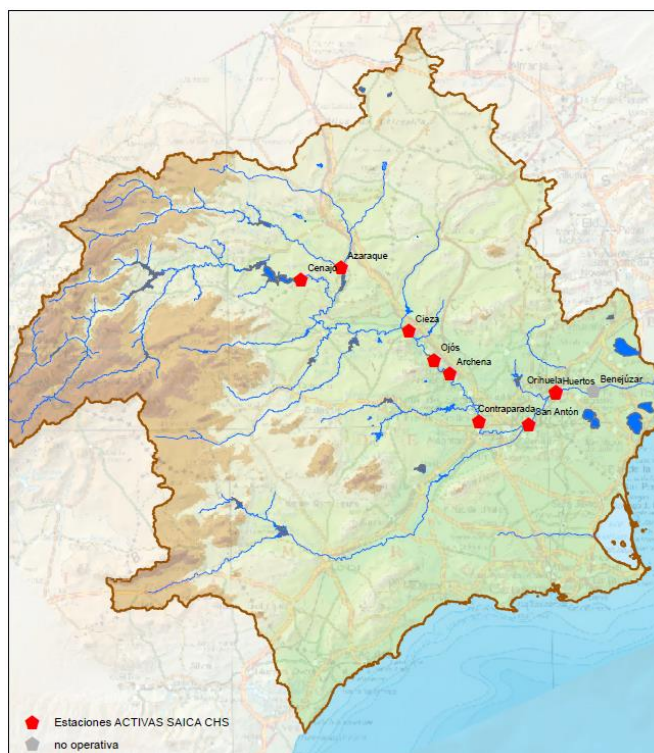 Azaraque
Cenajo
Cieza
Ojós
Archena
Orihuela
Huertos
Benejúzar
Contraparada
San Antón
Estaciones ACTIVAS SAICA CHS
no operativa